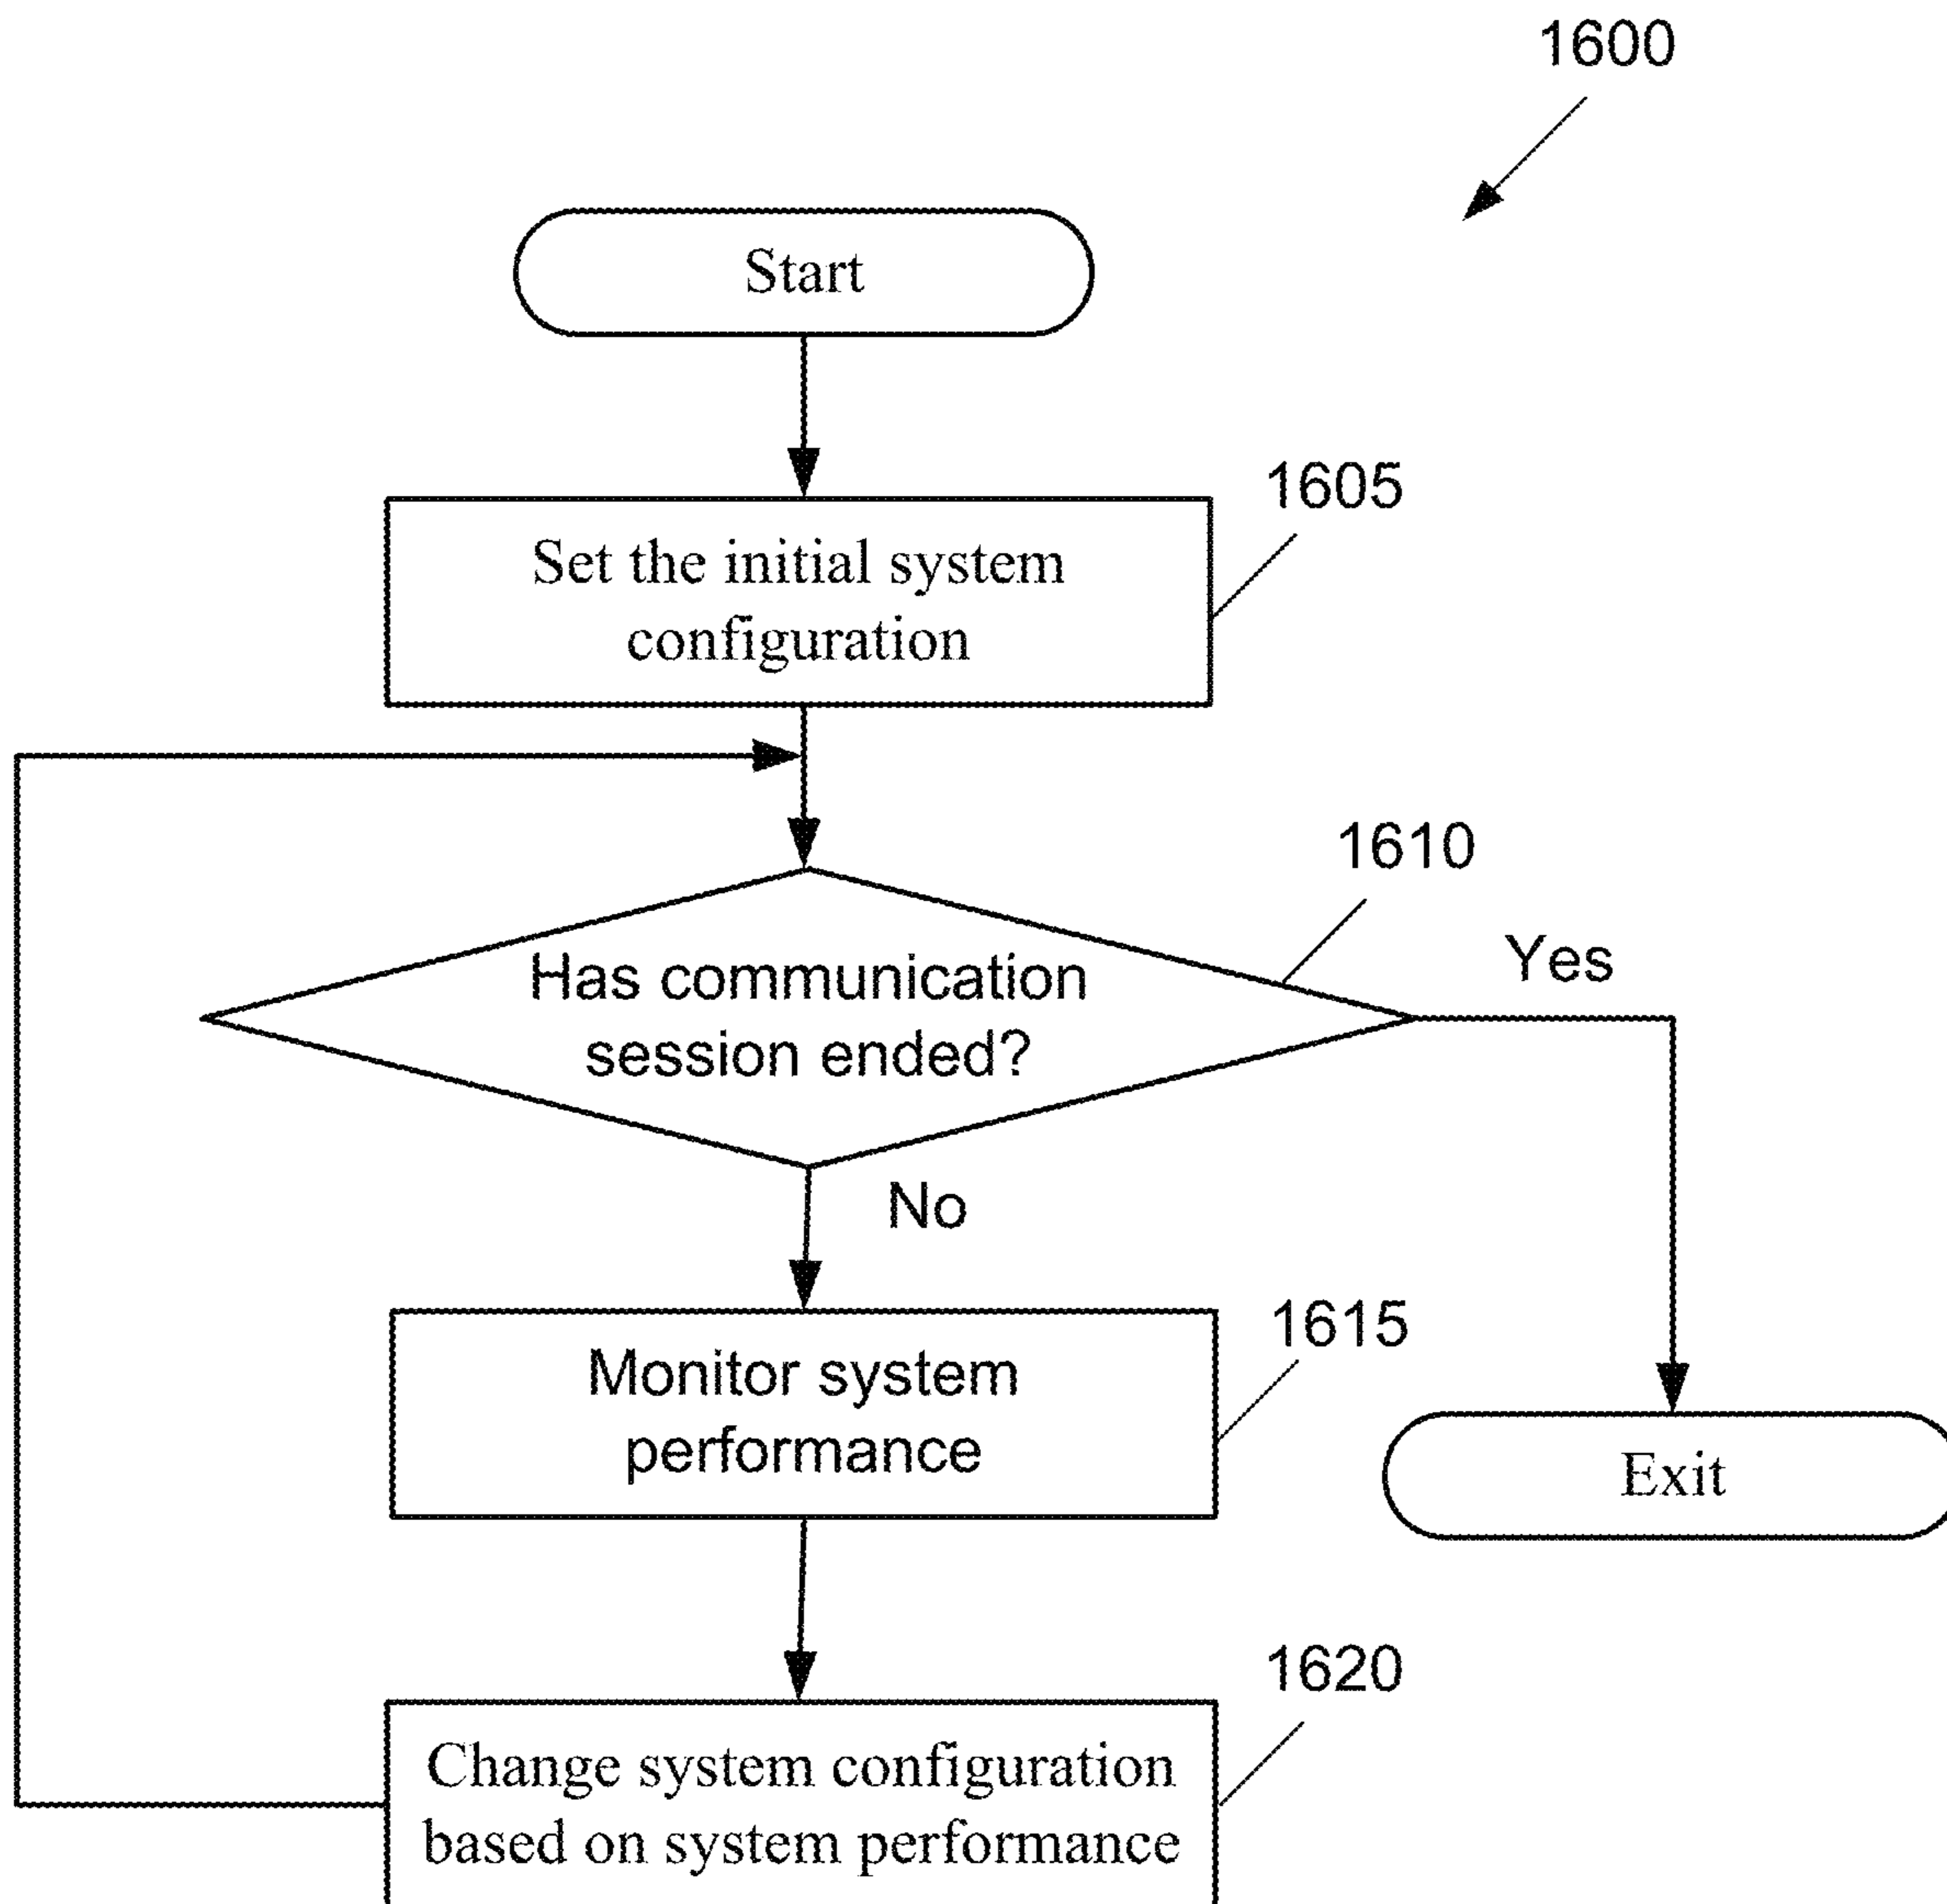 1600
Start
1605
Set the initial system
configuration
1610
Has communication
session ended?
Yes
No
1615
Monitor system
performance
Exit
1620
Change system configuration
based on system performance